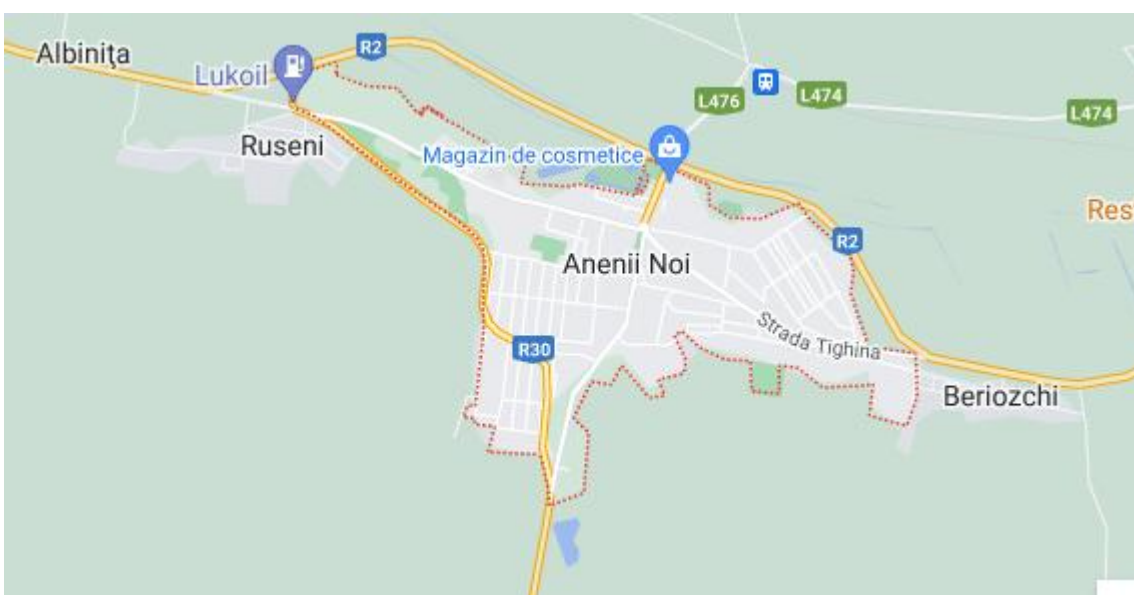 Albinița
R2
Lukoil
L476
L474
L474
Ruseni
Magazin de cosmetice
Res
R2
Anenii Noi
Strada Tighina
R30
Beriozchi